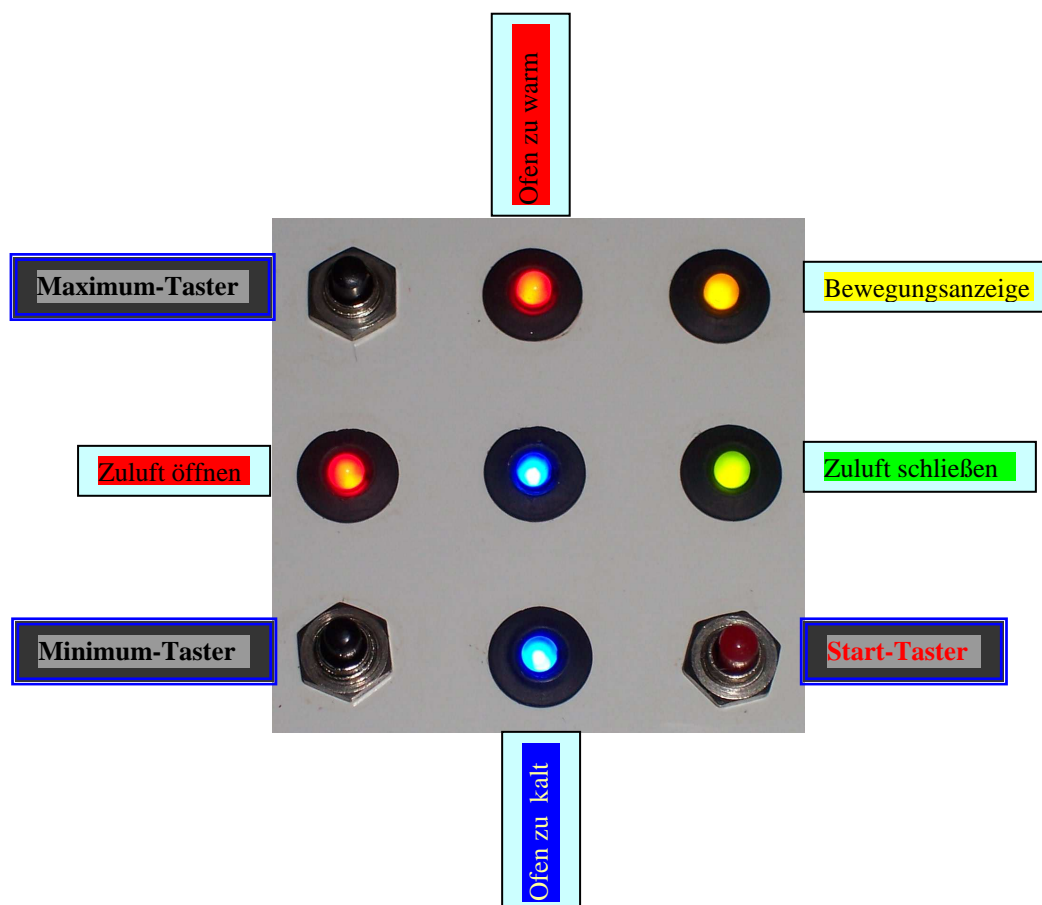 Ofen zu warm
Maximum-Taster
Bewegungsanzeige
Zuluft öffnen
Zuluft schließen
Minimum-Taster
Start-Taster
Ofen zu kalt